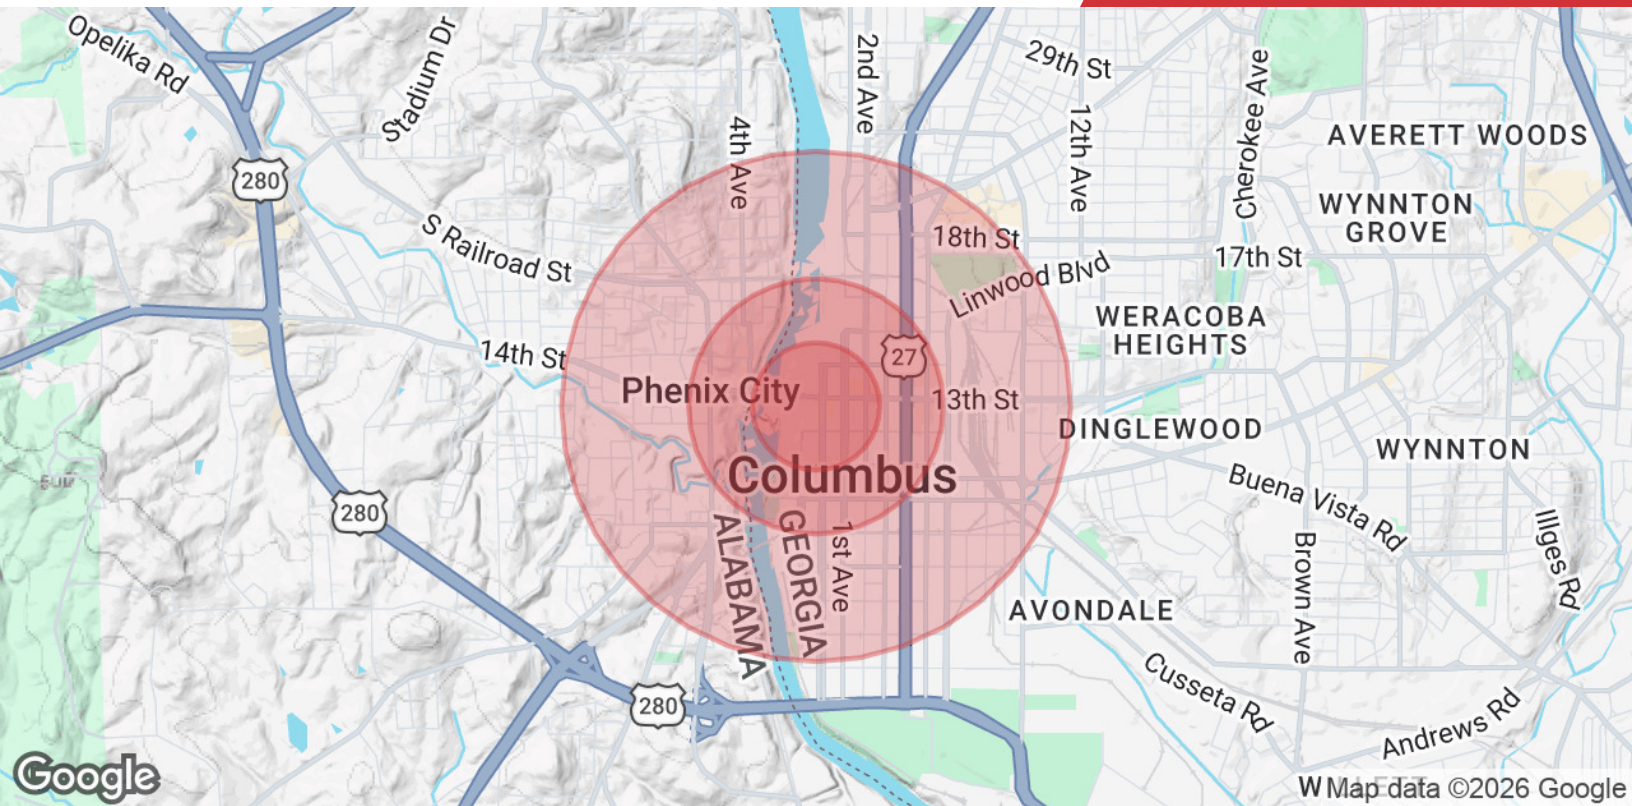 Opelika Rd
Stadium Dr
2nd Ave
29th St
Cherokee Ave
12th Ave
AVERETT WOODS
4th Ave
280
WYNNTON
GROVE
S Railroad St
18th St
17th St
Linwood Blvd
WERACOBA
HEIGHTS
14th St
27
Phenix City
13th St
DINGLEWOOD
WYNNTON
Columbus
Buena Vista Rd
280
ALABAMA
GEORGIA
1st Ave
Brown Ave
Illges Rd
AVONDALE
Cusseta Rd
280
Andrews Rd
Google
Map data ©2026 Google